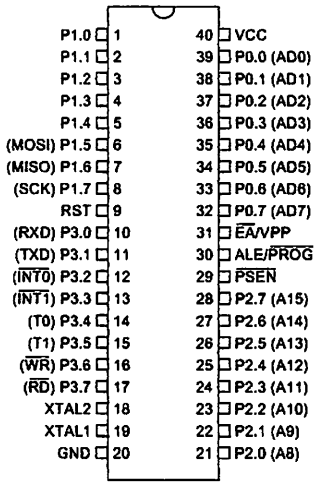 P1.0 1 40 VCC
P1.1 2 39 P0.0 (AD0)
P1.2 3 38 P0.1 (AD1)
P1.3 4 37 P0.2 (AD2)
P1.4 5 36 P0.3 (AD3)
(MOSI) P1.5 6 35 P0.4 (AD4)
(MISO) P1.6 7 34 P0.5 (AD5)
(SCK) P1.7 8 33 P0.6 (AD6)
RST 9 32 P0.7 (AD7)
(RXD) P3.0 10 31 E̅A̅/VPP
(TXD) P3.1 11 30 ALE/P̅R̅O̅G̅
(I̅N̅T̅0̅) P3.2 12 29 P̅S̅E̅N̅
(I̅N̅T̅1̅) P3.3 13 28 P2.7 (A15)
(T0) P3.4 14 27 P2.6 (A14)
(T1) P3.5 15 26 P2.5 (A13)
(W̅R̅) P3.6 16 25 P2.4 (A12)
(R̅D̅) P3.7 17 24 P2.3 (A11)
XTAL2 18 23 P2.2 (A10)
XTAL1 19 22 P2.1 (A9)
GND 20 21 P2.0 (A8)